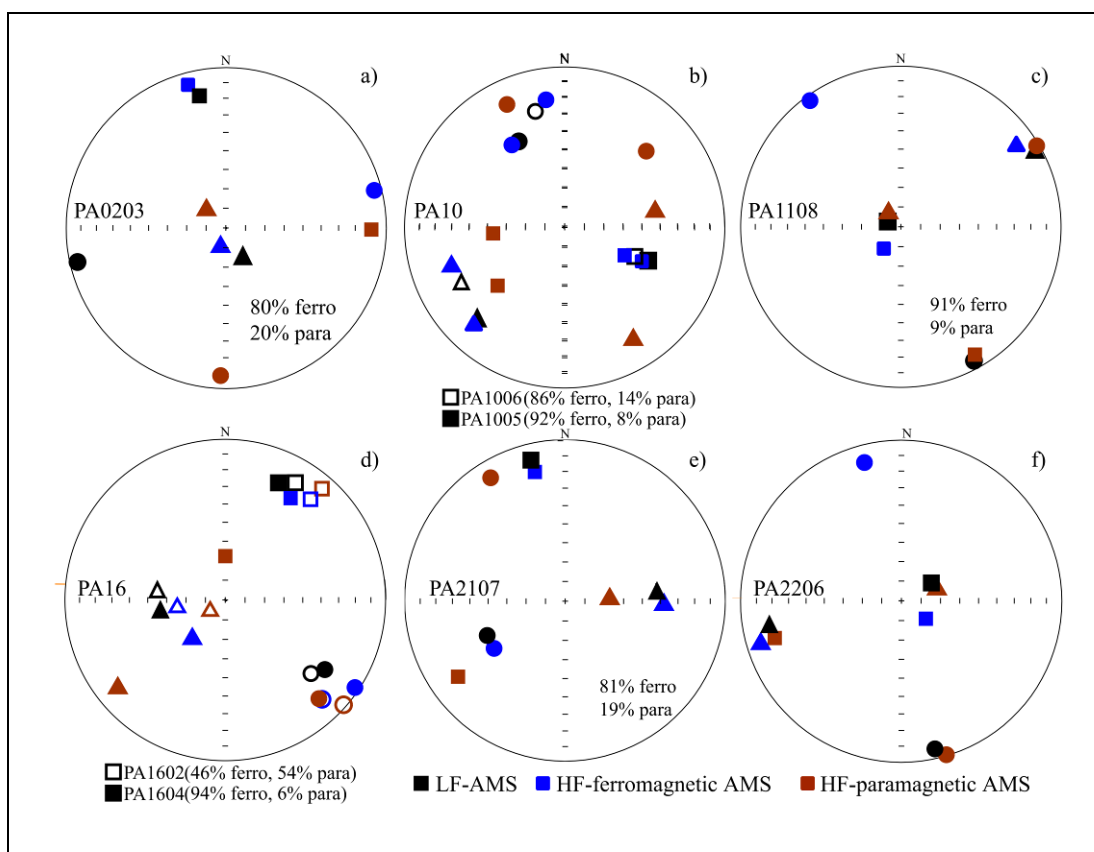 N
a)
PA0203
80% ferro
20% para
N
b)
PA10
PA1006(86% ferro, 14% para)
PA1005(92% ferro, 8% para)
N
c)
PA1108
91% ferro
9% para
N
d)
PA16
PA1602(46% ferro, 54% para)
PA1604(94% ferro, 6% para)
N
e)
PA2107
81% ferro
19% para
N
f)
PA2206
LF-AMS HF-ferromagnetic AMS HF-paramagnetic AMS